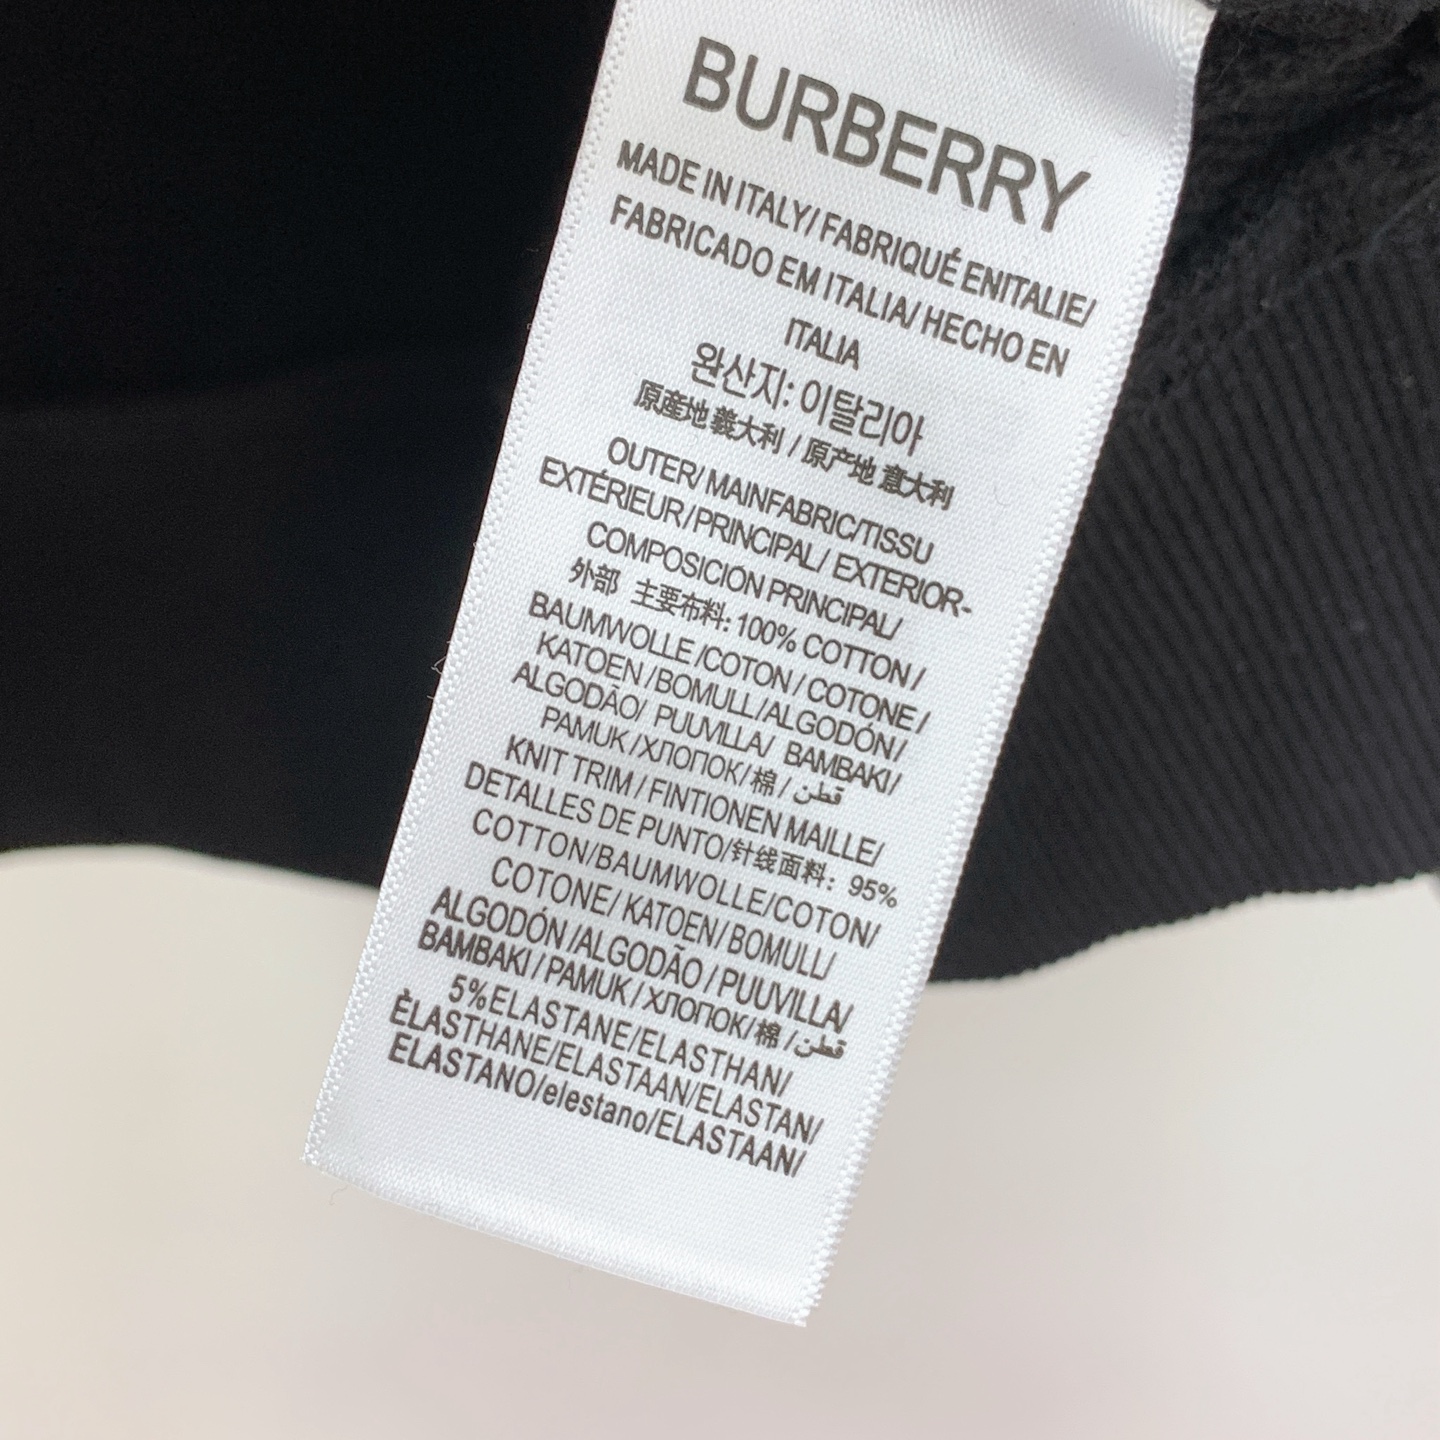 BURBERRY
MADE IN ITALY/ FABRIQUÉ ENITALIE/
FABRICADO EM ITALIA/ HECHO EN
ITALIA
완산지: 이탈리아
原産地 義大利 / 原产地 意大利
OUTER/ MAINFABRIC/TISSU
EXTÉRIEUR/PRINCIPAL/ EXTERIOR-
COMPOSICIÓN PRINCIPAL/
外部 主要布料: 100% COTTON /
BAUMWOLLE /COTON / COTONE /
KATOEN /BOMULL/ALGODÓN/
ALGODÃO/ PUUVILLA/ BAMBAKI/
PAMUK /ХЛОПОК/ 棉 / قطن
KNIT TRIM / FINTIONEN MAILLE/
DETALLES DE PUNTO/针线面料: 95%
COTTON/BAUMWOLLE/COTON/
COTONE/ KATOEN/ BOMULL/
ALGODÓN /ALGODÃO / PUUVILLA/
BAMBAKI / PAMUK / ХЛОПОК/ 棉 / قطن
5%ELASTANE/ELASTHAN/
ÈLASTHANE/ELASTAAN/ELASTAN/
ELASTANO/elestano/ELASTAAN/